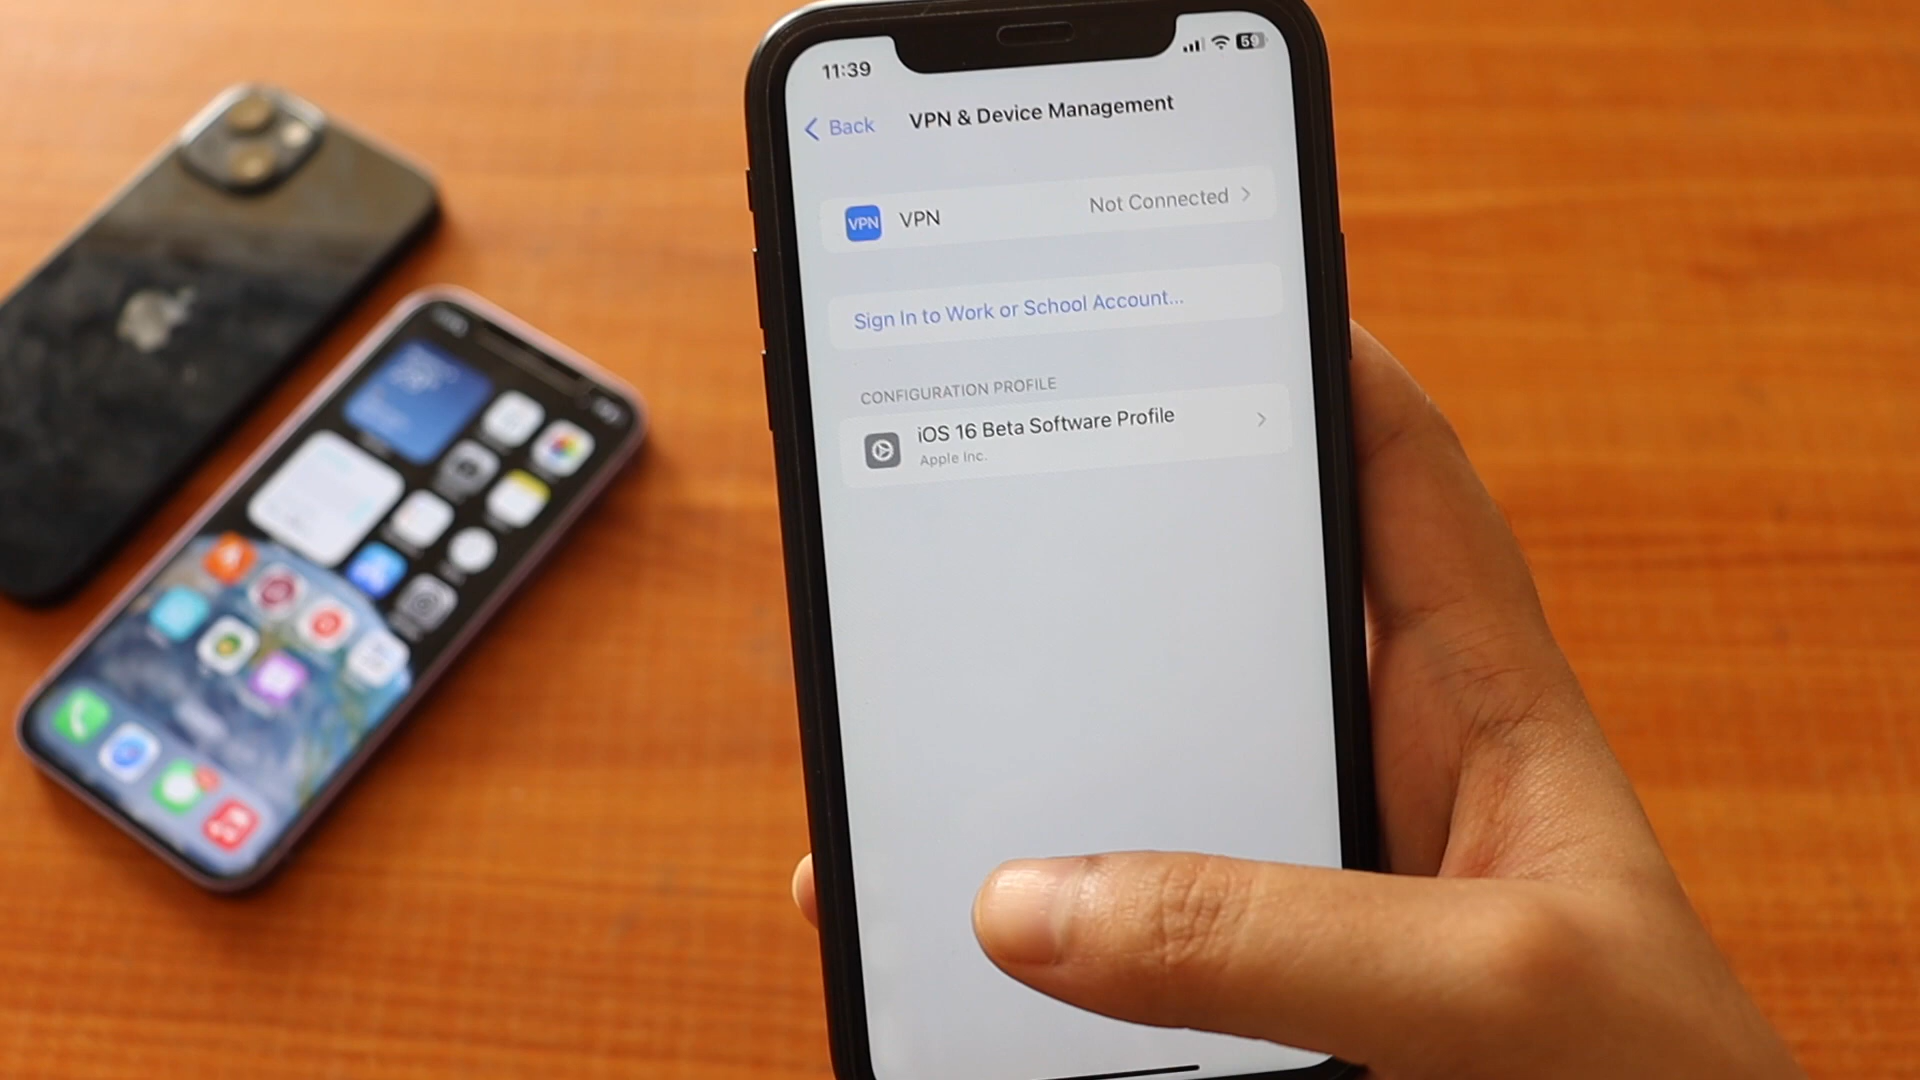 11:39
59
Back
VPN & Device Management
VPN
VPN
Not Connected
Sign In to Work or School Account...
CONFIGURATION PROFILE
iOS 16 Beta Software Profile
Apple Inc.